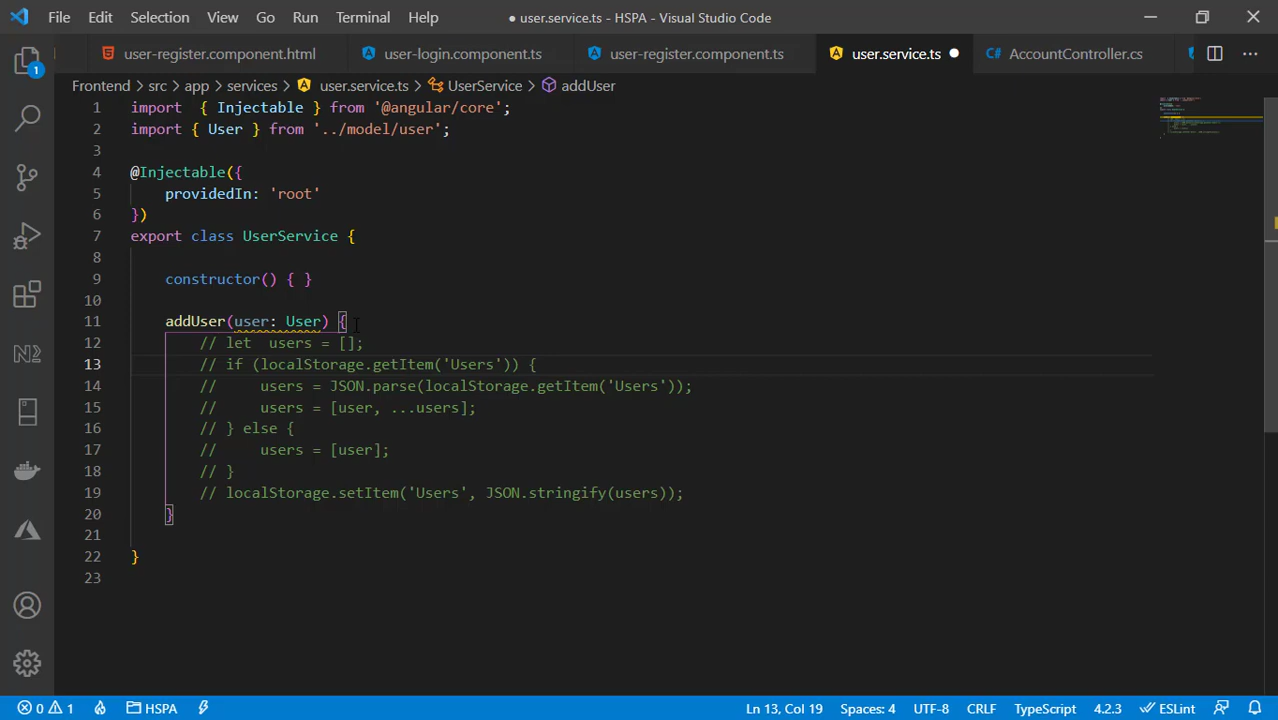 File Edit Selection View Go Run Terminal Help ● user.service.ts - HSPA - Visual Studio Code
user-register.component.html user-login.component.ts user-register.component.ts user.service.ts AccountController.cs
1
Frontend > src > app > services > user.service.ts > UserService > addUser
1 import { Injectable } from '@angular/core';
2 import { User } from '../model/user';
3
4 @Injectable({
5 providedIn: 'root'
6 })
7 export class UserService {
8
9 constructor() { }
10
11 addUser(user: User) {
12 // let users = [];
13 // if (localStorage.getItem('Users')) {
14 // users = JSON.parse(localStorage.getItem('Users'));
15 // users = [user, ...users];
16 // } else {
17 // users = [user];
18 // }
19 // localStorage.setItem('Users', JSON.stringify(users));
20 }
21
22 }
23
0 1 HSPA Ln 13, Col 19 Spaces: 4 UTF-8 CRLF TypeScript 4.2.3 ESLint